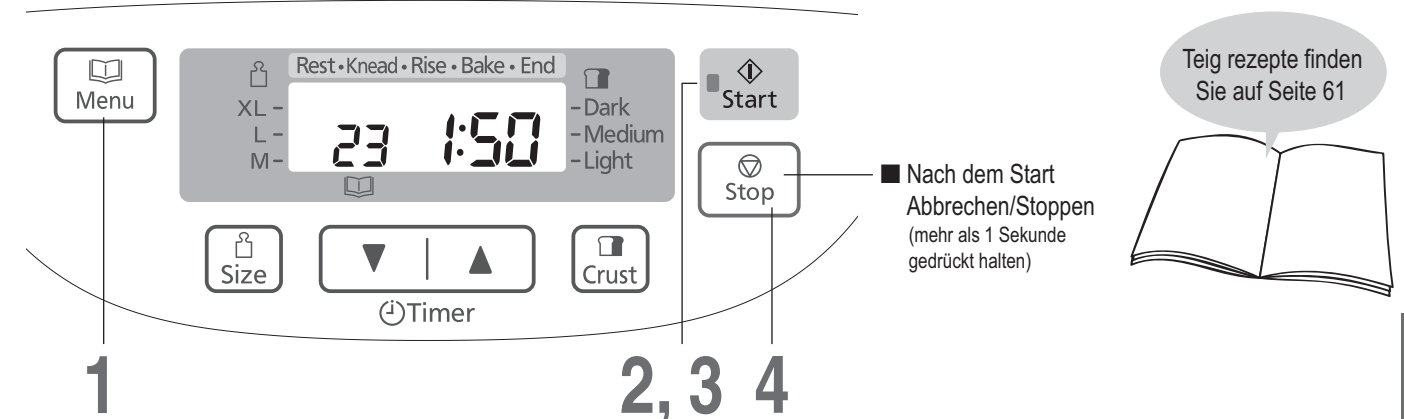 Menu
Rest • Knead • Rise • Bake • End
XL –
L –
M –
23 1:50
– Dark
– Medium
– Light
Start
Stop
Size
Timer
Crust
1
2, 3
4
■ Nach dem Start
Abbrechen/Stoppen
(mehr als 1 Sekunde
gedrückt halten)
Teig rezepte finden
Sie auf Seite 61